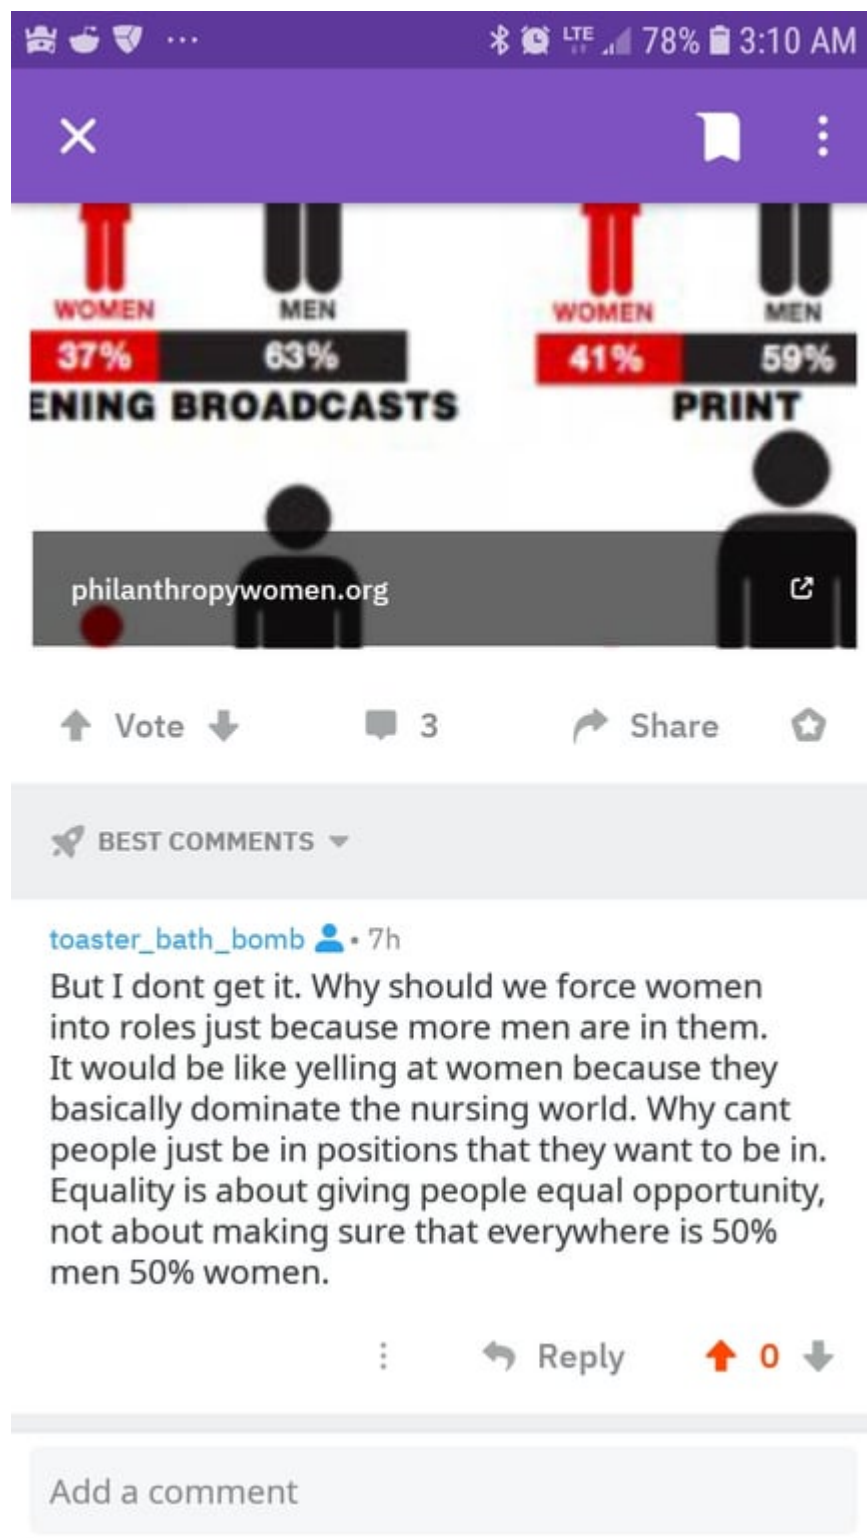 LTE 78% 3:10 AM
WOMEN MEN WOMEN MEN
37% 63% 41% 59%
ENING BROADCASTS PRINT
philanthropywomen.org
Vote 3 Share
BEST COMMENTS
toaster_bath_bomb • 7h
But I dont get it. Why should we force women
into roles just because more men are in them.
It would be like yelling at women because they
basically dominate the nursing world. Why cant
people just be in positions that they want to be in.
Equality is about giving people equal opportunity,
not about making sure that everywhere is 50%
men 50% women.
Reply 0
Add a comment